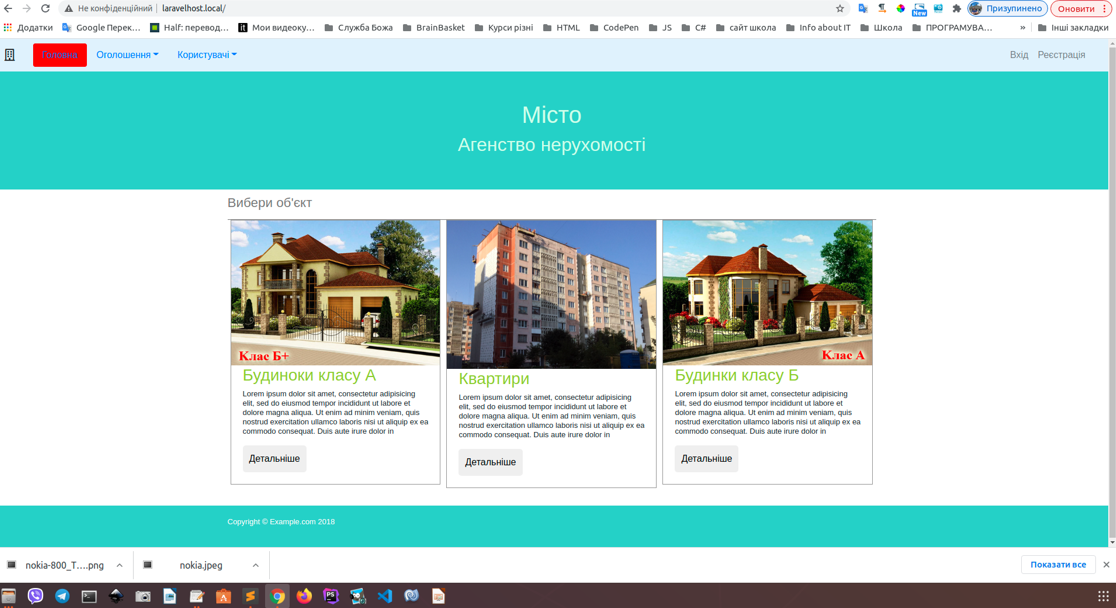 Не конфіденційний
laravelhost.local/
Призупинено
Оновити
New
Додатки
Google Перек…
Half: перевод…
Мои видеоку…
Служба Божа
BrainBasket
Курси різні
HTML
CodePen
JS
C#
сайт школа
Info about IT
Школа
ПРОГРАМУВА…
»
Інші закладки
Головна
Оголошення
Користувачі
Вхід
Реєстрація
Місто
Агенство нерухомості
Вибери об'єкт
Клас Б+
Клас А
Будиноки класу А
Lorem ipsum dolor sit amet, consectetur adipisicing
elit, sed do eiusmod tempor incididunt ut labore et
dolore magna aliqua. Ut enim ad minim veniam, quis
nostrud exercitation ullamco laboris nisi ut aliquip ex ea
commodo consequat. Duis aute irure dolor in
Детальніше
Квартири
Lorem ipsum dolor sit amet, consectetur adipisicing
elit, sed do eiusmod tempor incididunt ut labore et
dolore magna aliqua. Ut enim ad minim veniam, quis
nostrud exercitation ullamco laboris nisi ut aliquip ex ea
commodo consequat. Duis aute irure dolor in
Детальніше
Будинки класу Б
Lorem ipsum dolor sit amet, consectetur adipisicing
elit, sed do eiusmod tempor incididunt ut labore et
dolore magna aliqua. Ut enim ad minim veniam, quis
nostrud exercitation ullamco laboris nisi ut aliquip ex ea
commodo consequat. Duis aute irure dolor in
Детальніше
Copyright © Example.com 2018
nokia-800_T….png
nokia.jpeg
Показати все